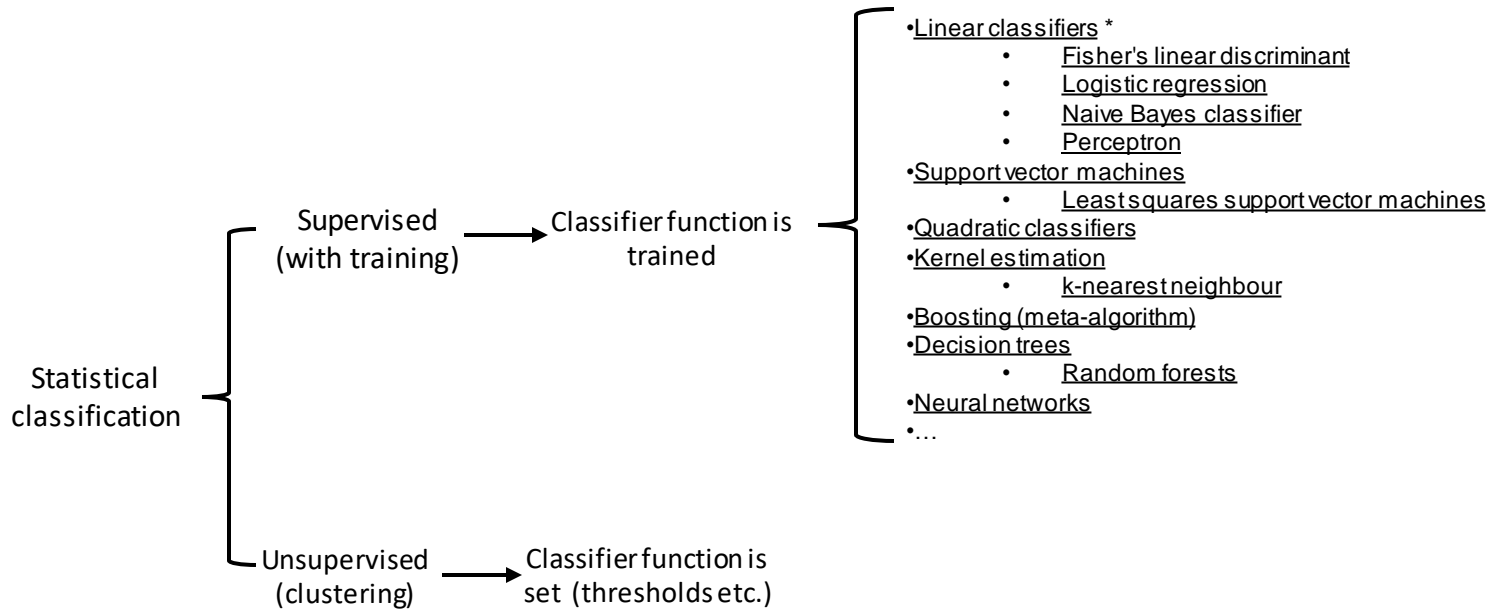 •Linear classifiers *
• Fisher's linear discriminant
• Logistic regression
• Naive Bayes classifier
• Perceptron
•Support vector machines
• Least squares support vector machines
•Quadratic classifiers
•Kernel estimation
• k-nearest neighbour
•Boosting (meta-algorithm)
•Decision trees
• Random forests
•Neural networks
•…
Supervised
(with training)
Classifier function is
trained
Statistical
classification
Unsupervised
(clustering)
Classifier function is
set (thresholds etc.)